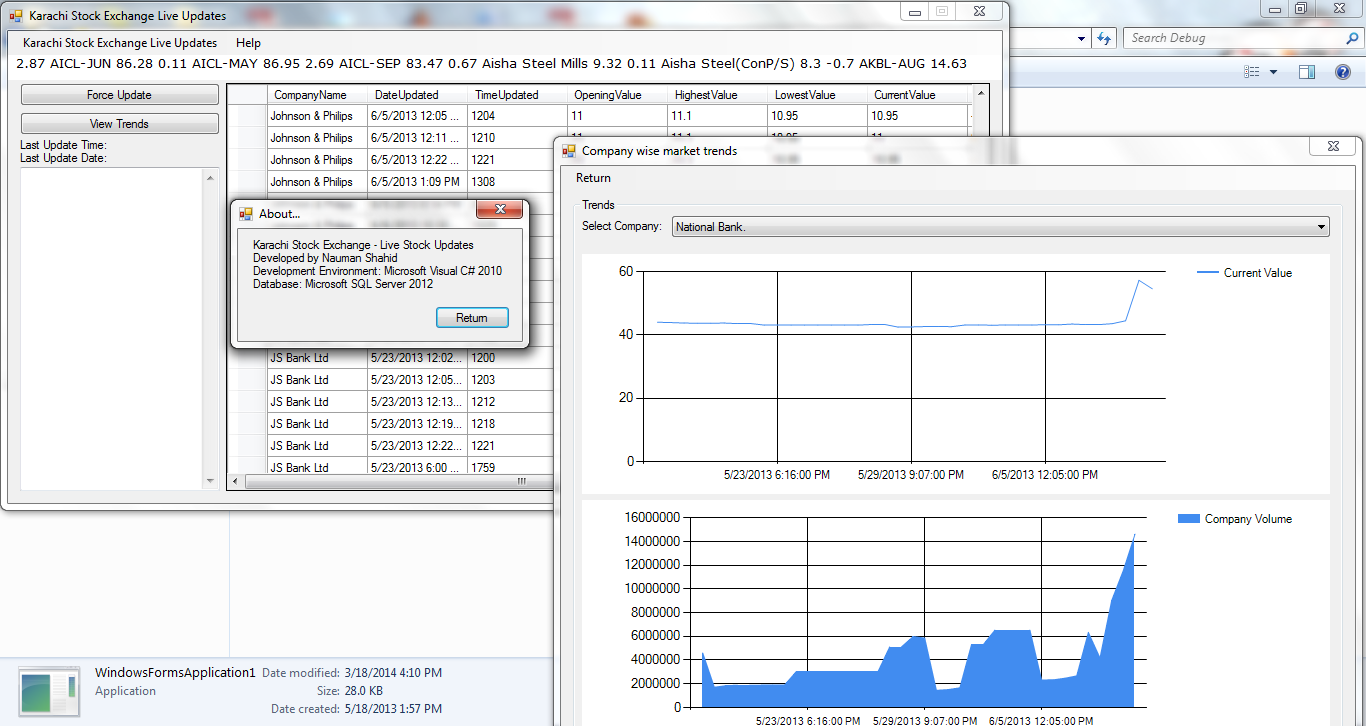 Karachi Stock Exchange Live Updates
Karachi Stock Exchange Live Updates Help
2.87 AICL-JUN 86.28 0.11 AICL-MAY 86.95 2.69 AICL-SEP 83.47 0.67 Aisha Steel Mills 9.32 0.11 Aisha Steel(ConP/S) 8.3 -0.7 AKBL-AUG 14.63
Search Debug
Force Update
View Trends
Last Update Time:
Last Update Date:
CompanyName DateUpdated TimeUpdated OpeningValue HighestValue LowestValue CurrentValue
Johnson & Philips 6/5/2013 12:05 ... 1204 11 11.1 10.95 10.95
Johnson & Philips 6/5/2013 12:11 ... 1210
Johnson & Philips 6/5/2013 12:22 ... 1221
Johnson & Philips 6/5/2013 1:09 PM 1308
About...
Karachi Stock Exchange - Live Stock Updates
Developed by Nauman Shahid
Development Environment: Microsoft Visual C# 2010
Database: Microsoft SQL Server 2012
Return
JS Bank Ltd 5/23/2013 12:02... 1200
JS Bank Ltd 5/23/2013 12:05... 1203
JS Bank Ltd 5/23/2013 12:13... 1212
JS Bank Ltd 5/23/2013 12:19... 1218
JS Bank Ltd 5/23/2013 12:22... 1221
JS Bank Ltd 5/23/2013 6:00 ... 1759
Company wise market trends
Return
Trends
Select Company: National Bank.
60
40
20
0
5/23/2013 6:16:00 PM 5/29/2013 9:07:00 PM 6/5/2013 12:05:00 PM
Current Value
16000000
14000000
12000000
10000000
8000000
6000000
4000000
2000000
0
5/23/2013 6:16:00 PM 5/29/2013 9:07:00 PM 6/5/2013 12:05:00 PM
Company Volume
WindowsFormsApplication1 Date modified: 3/18/2014 4:10 PM
Application Size: 28.0 KB
Date created: 5/18/2013 1:57 PM